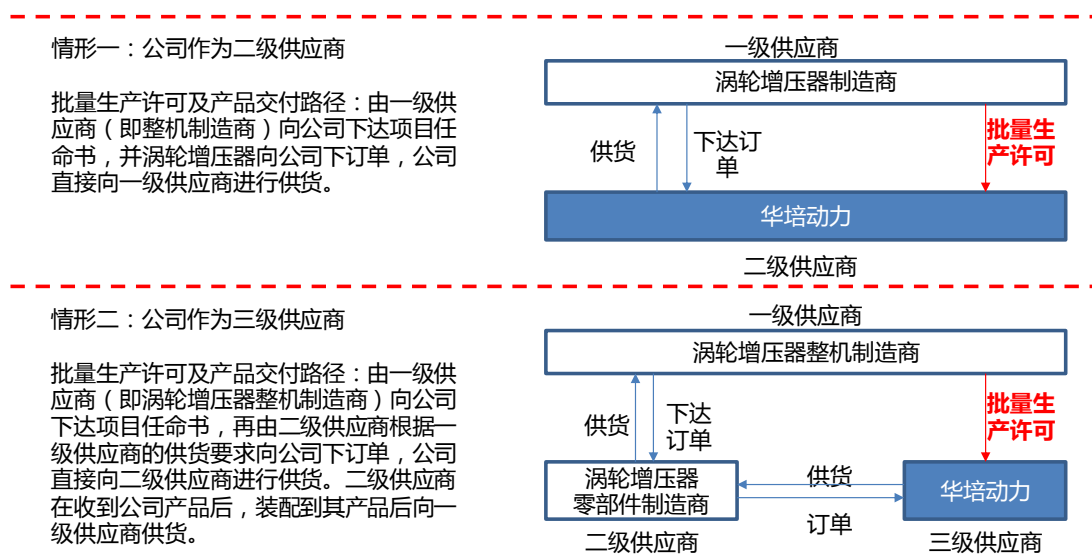 情形一：公司作为二级供应商
批量生产许可及产品交付路径：由一级供
应商（即整机制造商）向公司下达项目任
命书，并涡轮增压器向公司下订单，公司
直接向一级供应商进行供货。
一级供应商
涡轮增压器制造商
供货
下达订
单
批量生
产许可
华培动力
二级供应商
情形二：公司作为三级供应商
批量生产许可及产品交付路径：由一级供
应商（即涡轮增压器整机制造商）向公司
下达项目任命书，再由二级供应商根据一
级供应商的供货要求向公司下订单，公司
直接向二级供应商进行供货。二级供应商
在收到公司产品后，装配到其产品后向一
级供应商供货。
一级供应商
涡轮增压器整机制造商
供货
下达
订单
批量生
产许可
涡轮增压器
零部件制造商
供货
订单
华培动力
二级供应商
三级供应商